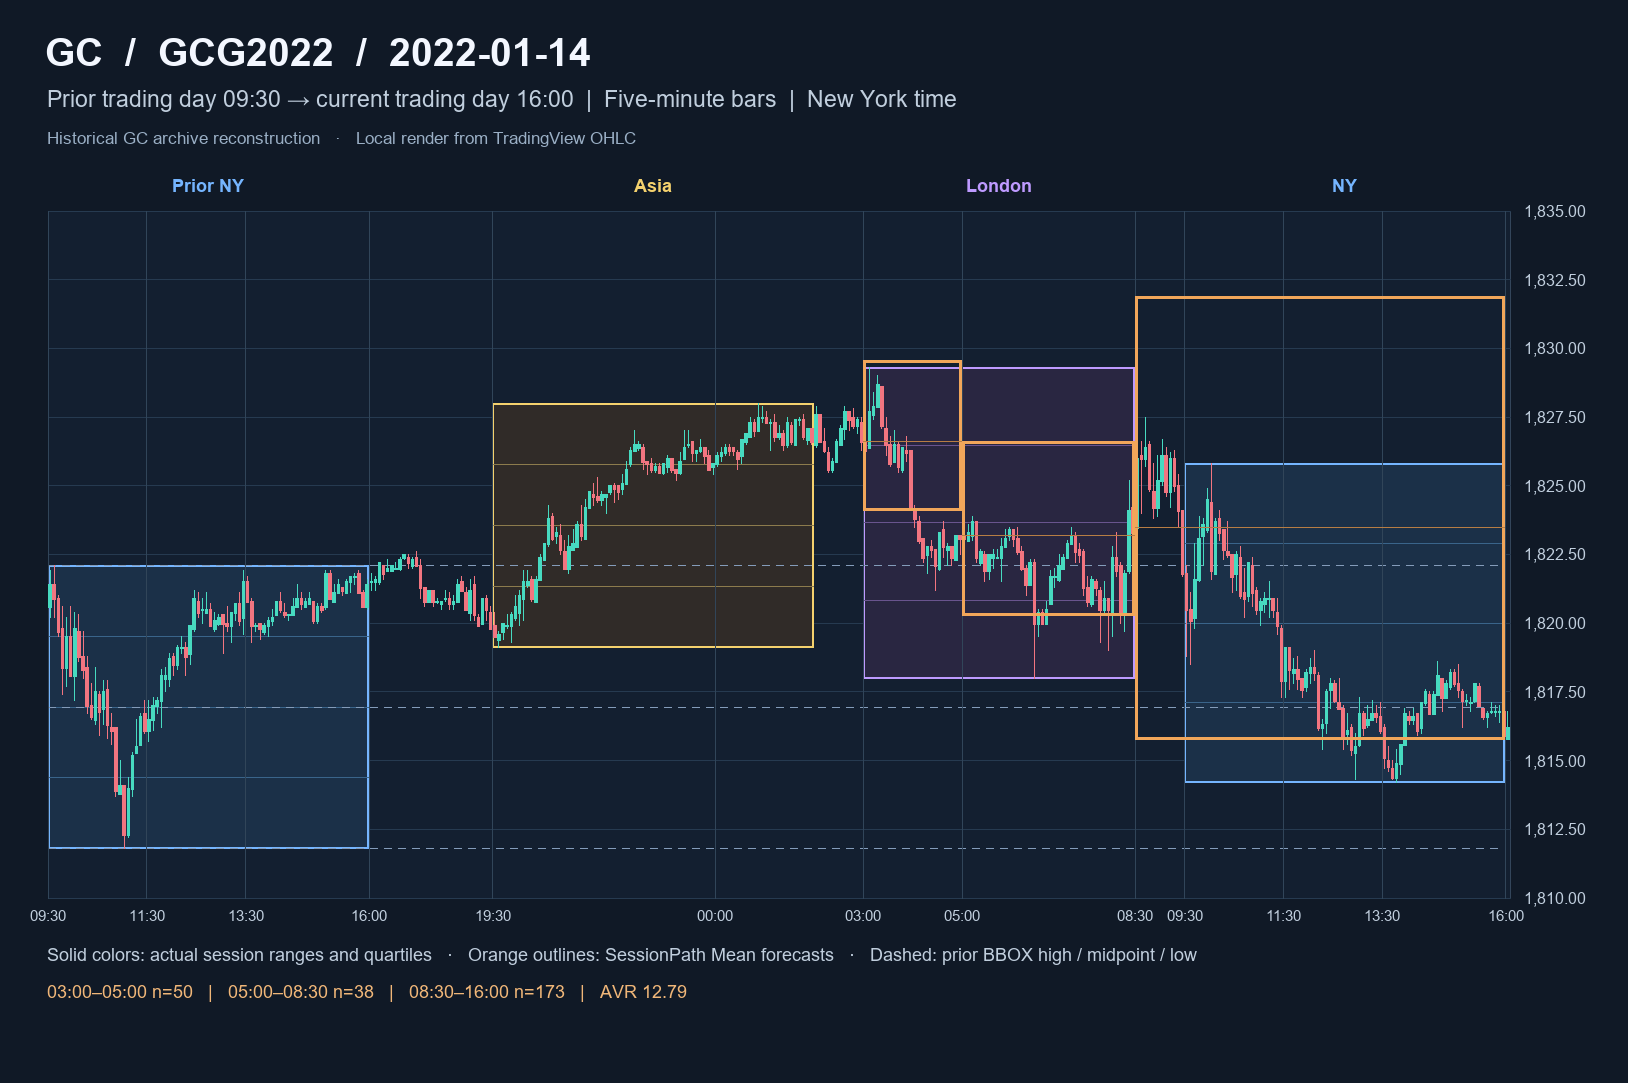 GC / GCG2022 / 2022-01-14
Prior trading day 09:30 → current trading day 16:00 | Five-minute bars | New York time
Historical GC archive reconstruction · Local render from TradingView OHLC
Prior NY Asia London NY
1,835.00
1,832.50
1,830.00
1,827.50
1,825.00
1,822.50
1,820.00
1,817.50
1,815.00
1,812.50
1,810.00
09:30 11:30 13:30 16:00 19:30 00:00 03:00 05:00 08:30 09:30 11:30 13:30 16:00
Solid colors: actual session ranges and quartiles · Orange outlines: SessionPath Mean forecasts · Dashed: prior BBOX high / midpoint / low
03:00–05:00 n=50 | 05:00–08:30 n=38 | 08:30–16:00 n=173 | AVR 12.79